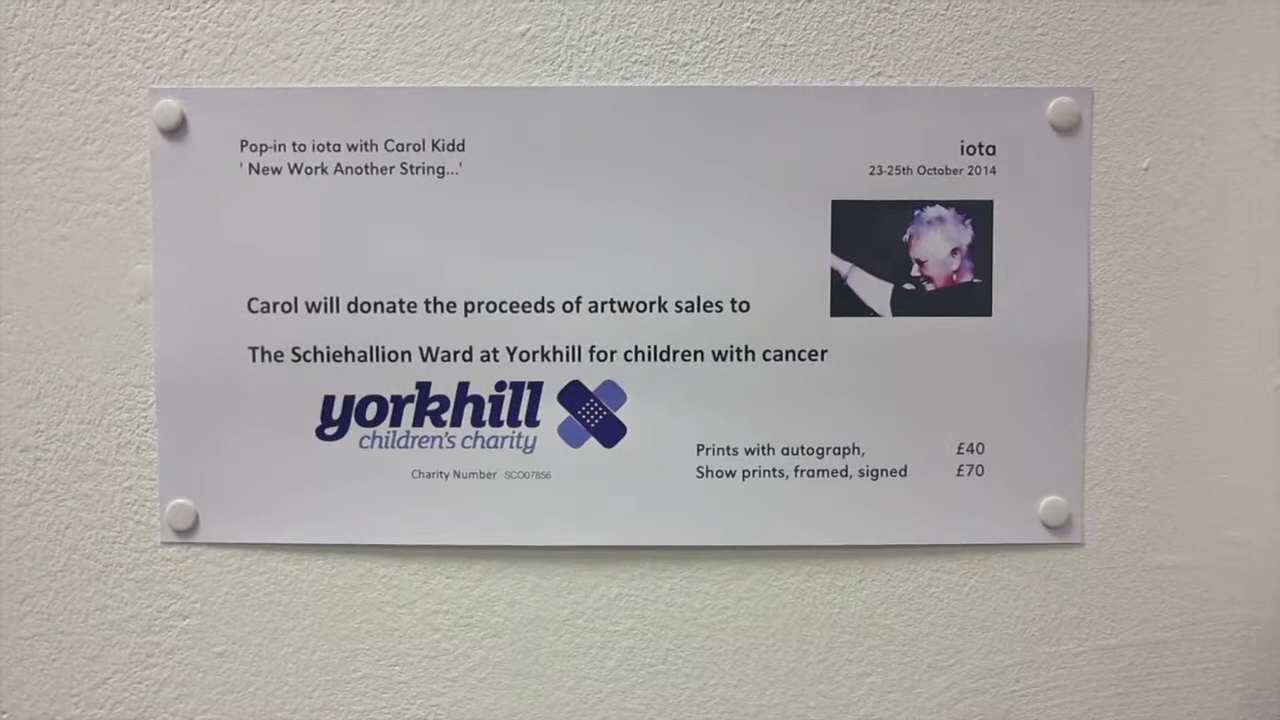 Pop-in to iota with Carol Kidd
' New Work Another String...'
iota
23-25th October 2014
Carol will donate the proceeds of artwork sales to
The Schiehallion Ward at Yorkhill for children with cancer
yorkhill
children's charity
Charity Number SCO07856
Prints with autograph, £40
Show prints, framed, signed £70